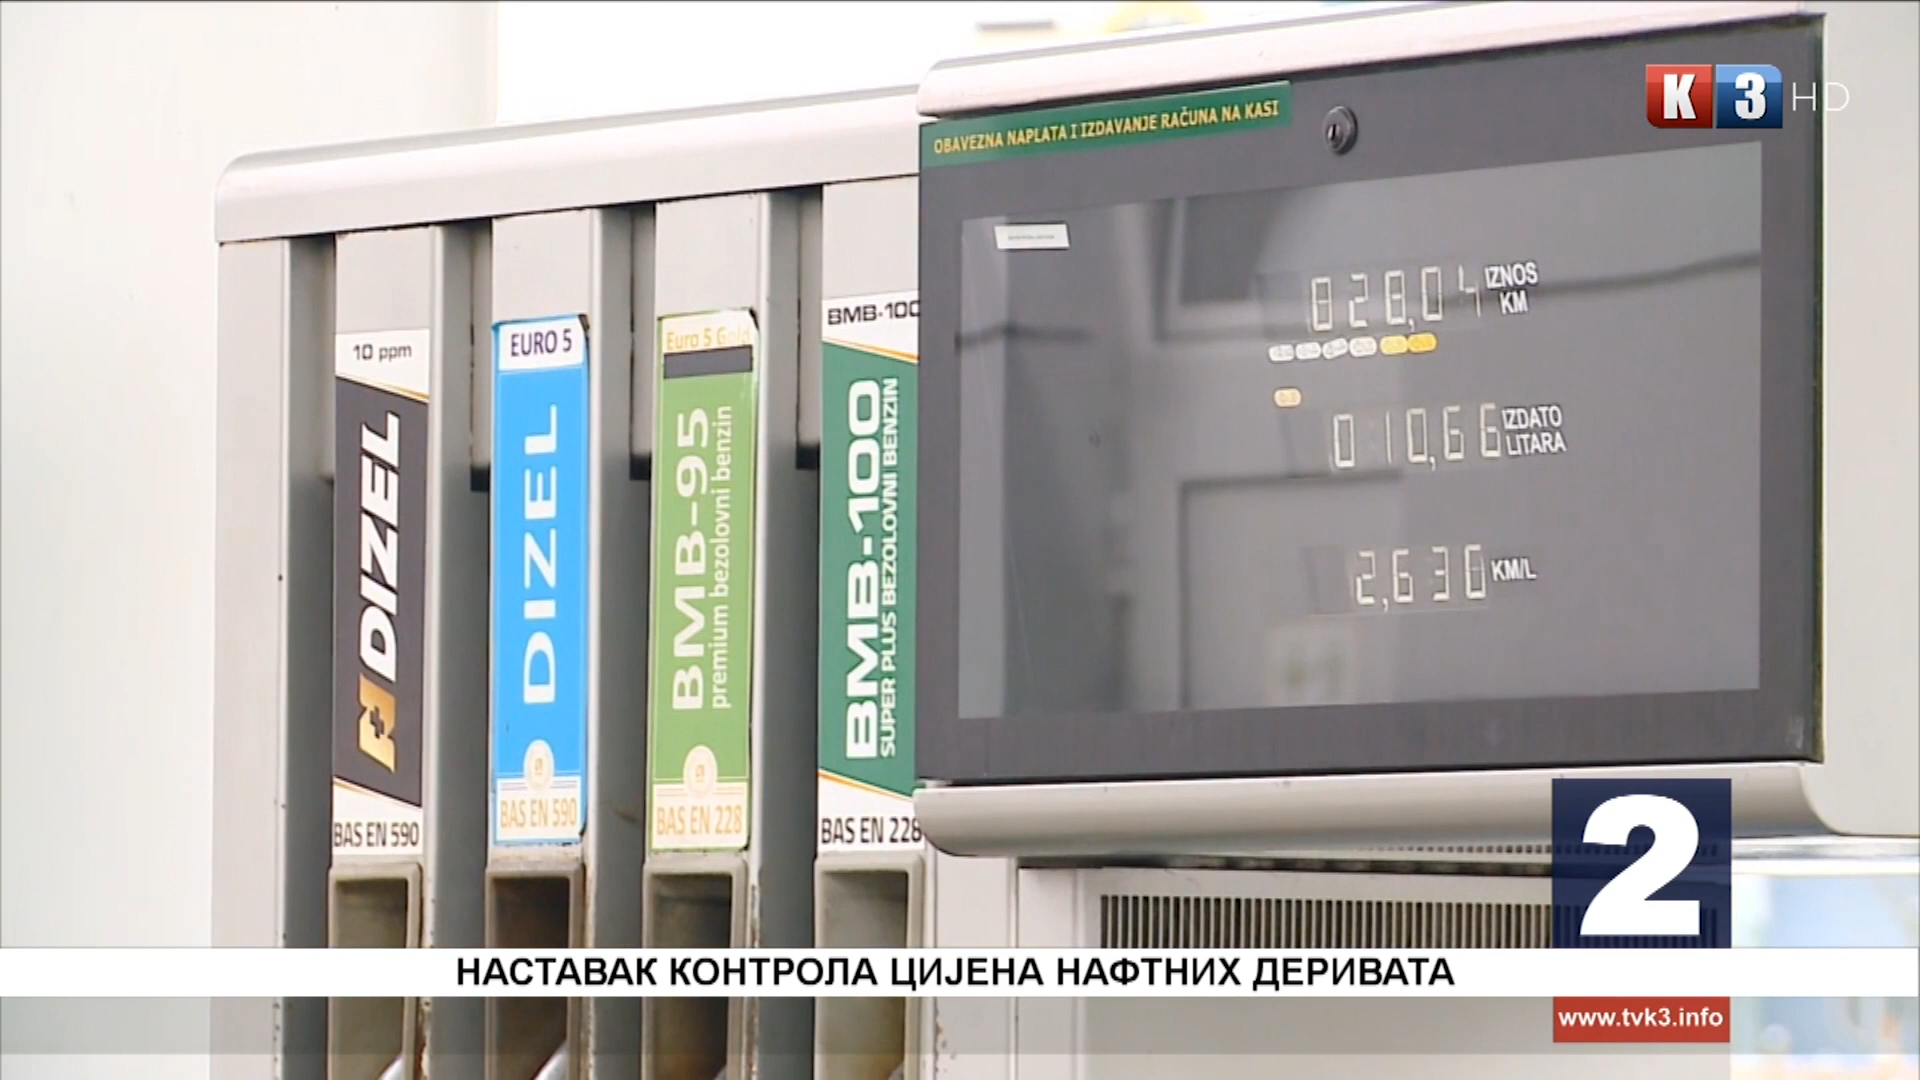 K 3 HD
OBAVEZNA NAPLATA I IZDAVANJE RAČUNA NA KASI
028,04 IZNOS
KM
010,66 IZDATO
LITARA
2,630 KM/L
10 ppm
DIZEL
BAS EN 590
EURO 5
DIZEL
BAS EN 590
Euro 5 Gold
BMB-95
premium bezolovni benzin
BAS EN 228
BMB-100
BMB-100
SUPER PLUS BEZOLOVNI BENZIN
BAS EN 228
2
НАСТАВАК КОНТРОЛА ЦИЈЕНА НАФТНИХ ДЕРИВАТА
www.tvk3.info